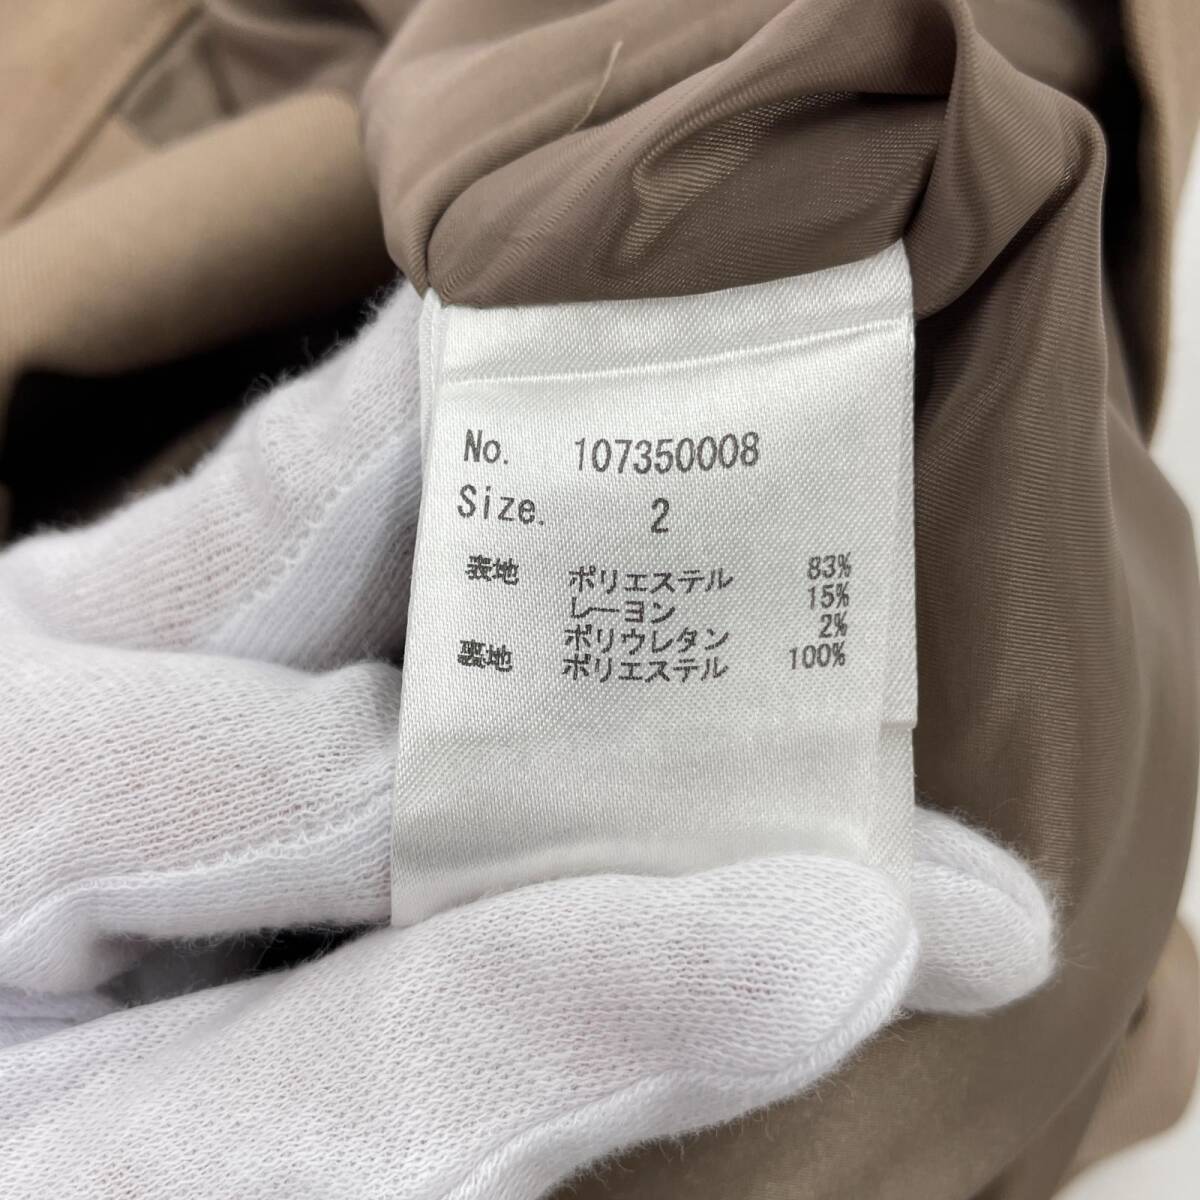 No. 107350008
Size. 2
表地 ポリエステル 83%
レーヨン 15%
ポリウレタン 2%
裏地 ポリエステル 100%